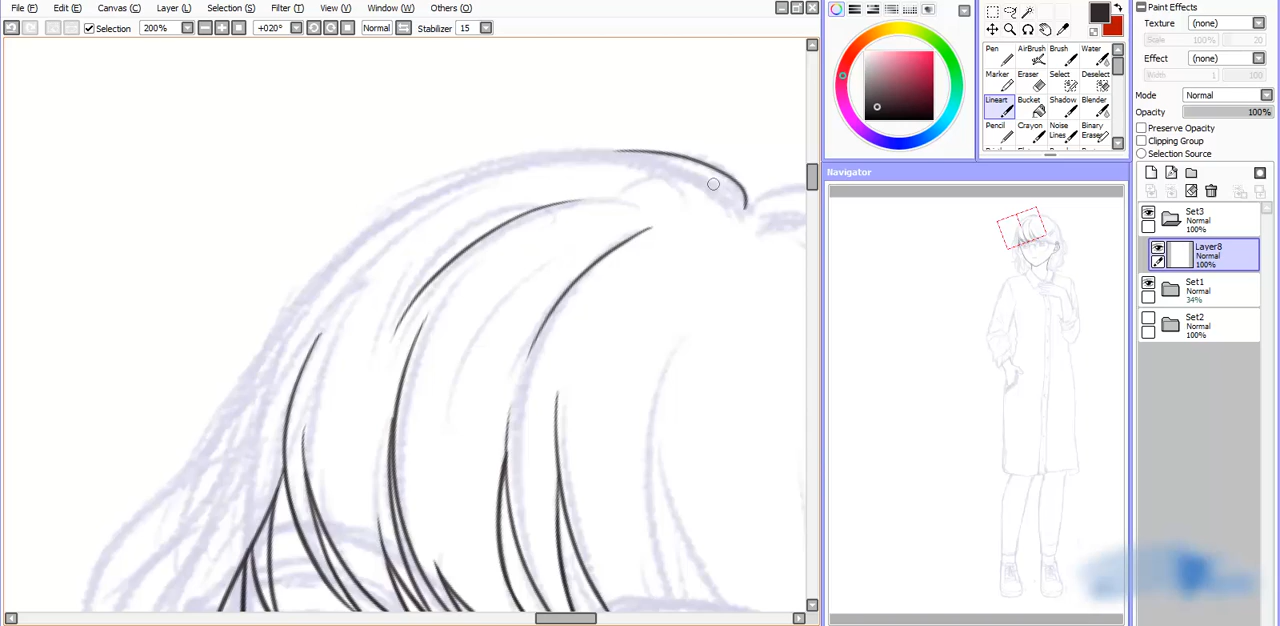 File (F) Edit (E) Canvas (C) Layer (L) Selection (S) Filter (T) View (V) Window (W) Others (O)
Selection 200% +020° Normal Stabilizer 15
Navigator
Pen AirBrush Brush Water
Marker Eraser Select Deselect
Lineart Bucket Shadow Blender
Pencil Crayon Noise Lines Binary Eraser
Paint Effects
Texture (none)
Scale 100% 20
Effect (none)
Width 1 100
Mode Normal
Opacity 100%
Preserve Opacity
Clipping Group
Selection Source
Set3
Normal
100%
Layer8
Normal
100%
Set1
Normal
34%
Set2
Normal
100%